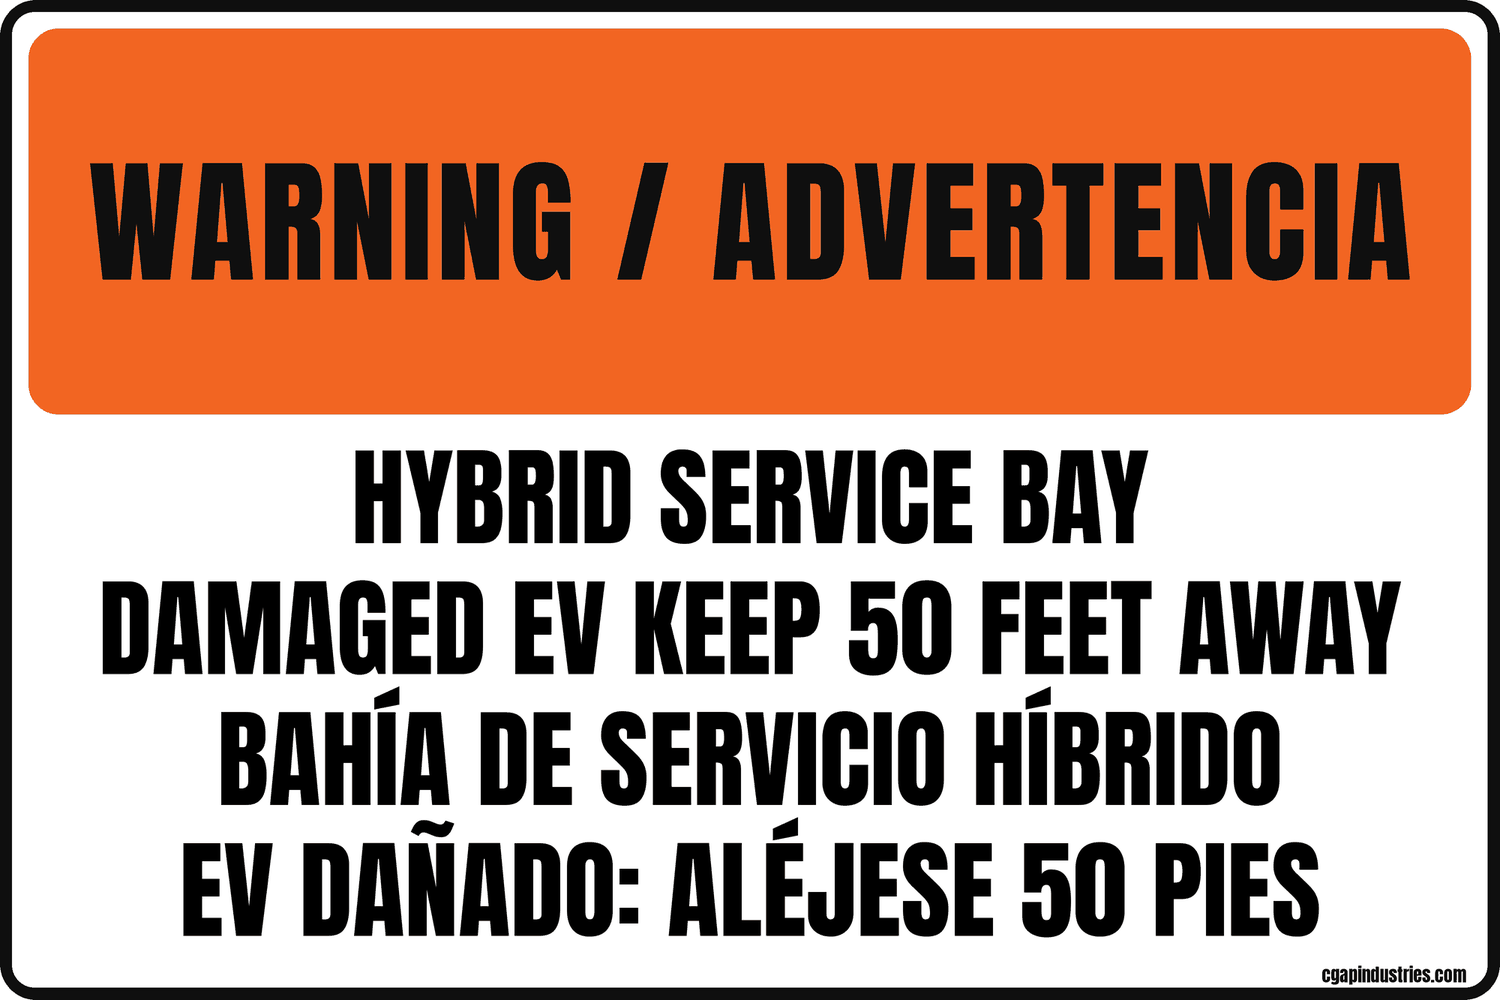 WARNING / ADVERTENCIA
HYBRID SERVICE BAY
DAMAGED EV KEEP 50 FEET AWAY
BAHÍA DE SERVICIO HÍBRIDO
EV DAÑADO: ALÉJESE 50 PIES
cgapindustries.com